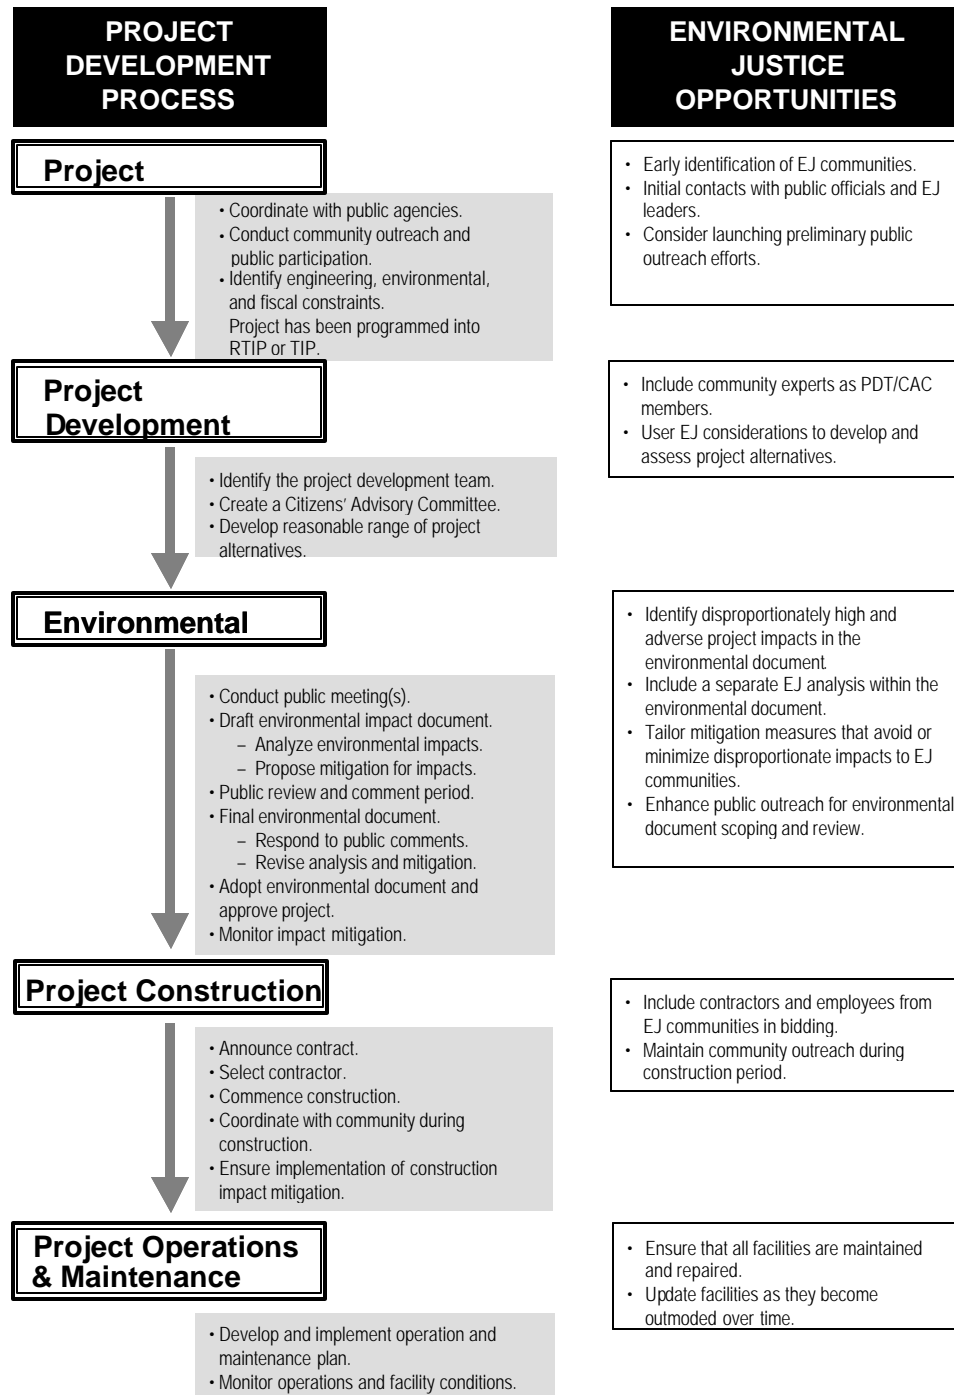 PROJECT
DEVELOPMENT
PROCESS
ENVIRONMENTAL
JUSTICE
OPPORTUNITIES
Project
• Coordinate with public agencies.
• Conduct community outreach and
public participation.
• Identify engineering, environmental,
and fiscal constraints.
Project has been programmed into
RTIP or TIP.
• Early identification of EJ communities.
• Initial contacts with public officials and EJ
leaders.
• Consider launching preliminary public
outreach efforts.
Project
Development
• Identify the project development team.
• Create a Citizens' Advisory Committee.
• Develop reasonable range of project
alternatives.
• Include community experts as PDT/CAC
members.
• User EJ considerations to develop and
assess project alternatives.
Environmental
• Conduct public meeting(s).
• Draft environmental impact document.
– Analyze environmental impacts.
– Propose mitigation for impacts.
• Public review and comment period.
• Final environmental document.
– Respond to public comments.
– Revise analysis and mitigation.
• Adopt environmental document and
approve project.
• Monitor impact mitigation.
• Identify disproportionately high and
adverse project impacts in the
environmental document.
• Include a separate EJ analysis within the
environmental document.
• Tailor mitigation measures that avoid or
minimize disproportionate impacts to EJ
communities.
• Enhance public outreach for environmental
document scoping and review.
Project Construction
• Announce contract.
• Select contractor.
• Commence construction.
• Coordinate with community during
construction.
• Ensure implementation of construction
impact mitigation.
• Include contractors and employees from
EJ communities in bidding.
• Maintain community outreach during
construction period.
Project Operations
& Maintenance
• Develop and implement operation and
maintenance plan.
• Monitor operations and facility conditions.
• Ensure that all facilities are maintained
and repaired.
• Update facilities as they become
outmoded over time.